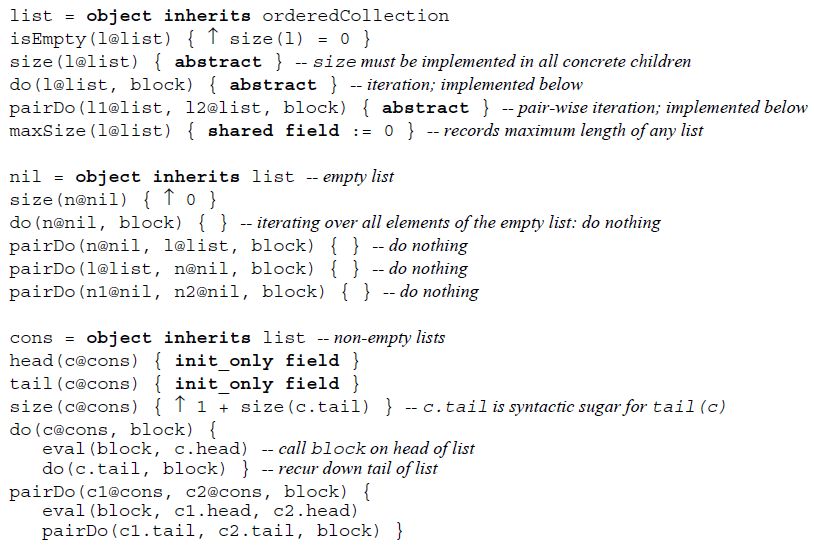 list = object inherits orderedCollection
isEmpty(l@list) { ↑ size(l) = 0 }
size(l@list) { abstract } -- size must be implemented in all concrete children
do(l@list, block) { abstract } -- iteration; implemented below
pairDo(l1@list, l2@list, block) { abstract } -- pair-wise iteration; implemented below
maxSize(l@list) { shared field := 0 } -- records maximum length of any list
nil = object inherits list -- empty list
size(n@nil) { ↑ 0 }
do(n@nil, block) { } -- iterating over all elements of the empty list: do nothing
pairDo(n@nil, l@list, block) { } -- do nothing
pairDo(l@list, n@nil, block) { } -- do nothing
pairDo(n1@nil, n2@nil, block) { } -- do nothing
cons = object inherits list -- non-empty lists
head(c@cons) { init_only field }
tail(c@cons) { init_only field }
size(c@cons) { ↑ 1 + size(c.tail) } -- c.tail is syntactic sugar for tail(c)
do(c@cons, block) {
eval(block, c.head) -- call block on head of list
do(c.tail, block) } -- recur down tail of list
pairDo(c1@cons, c2@cons, block) {
eval(block, c1.head, c2.head)
pairDo(c1.tail, c2.tail, block) }